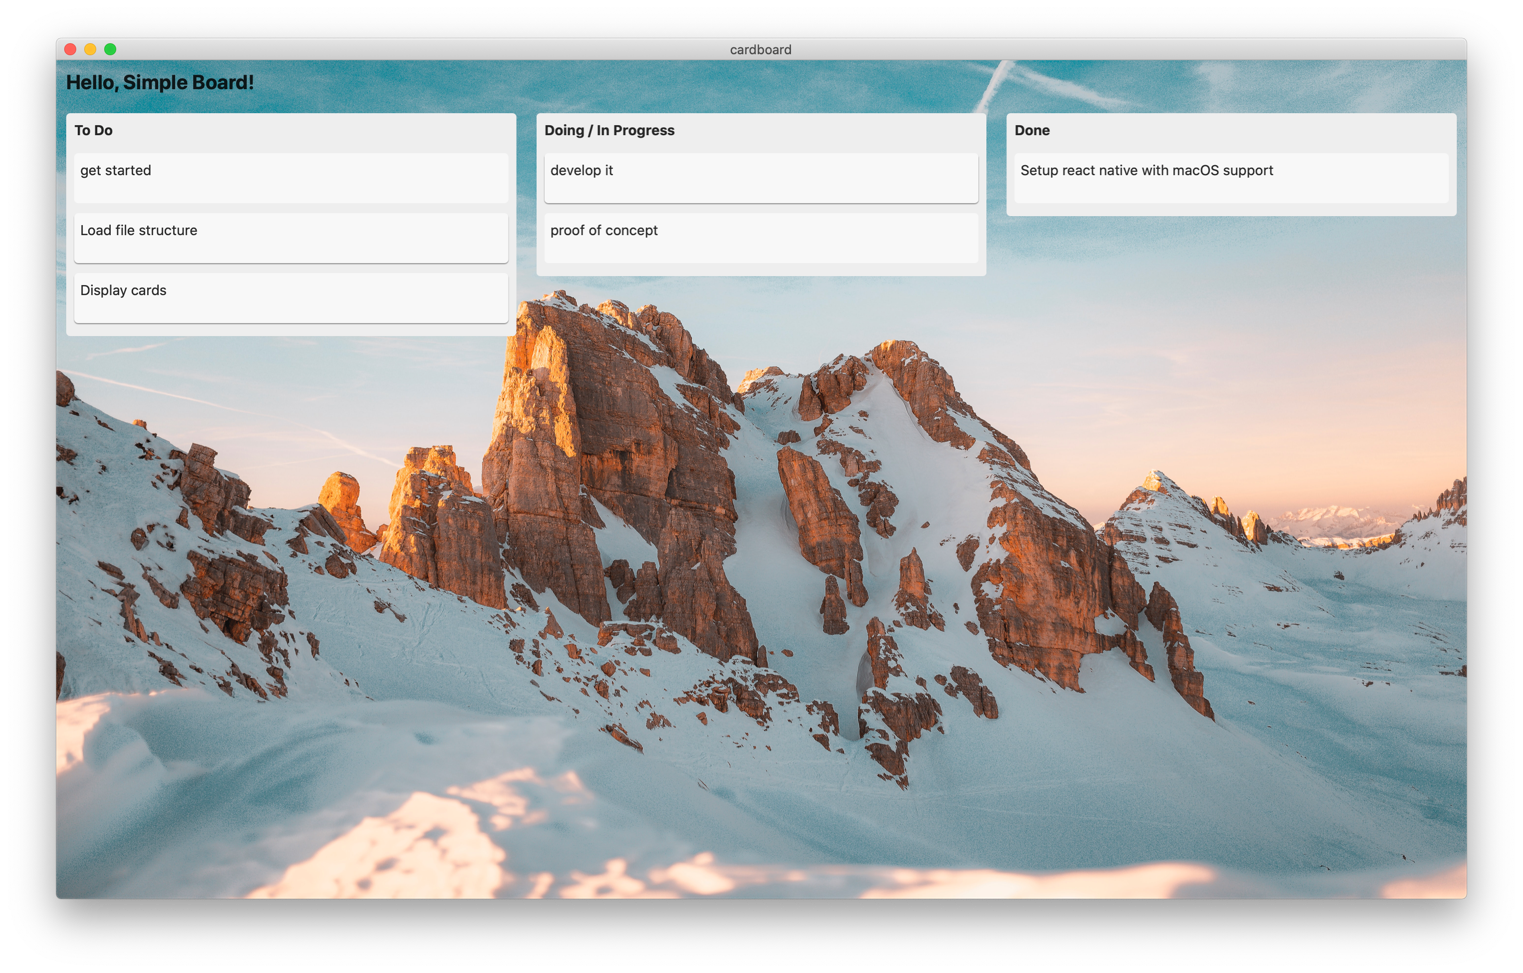 cardboard
Hello, Simple Board!
To Do
get started
Load file structure
Display cards
Doing / In Progress
develop it
proof of concept
Done
Setup react native with macOS support